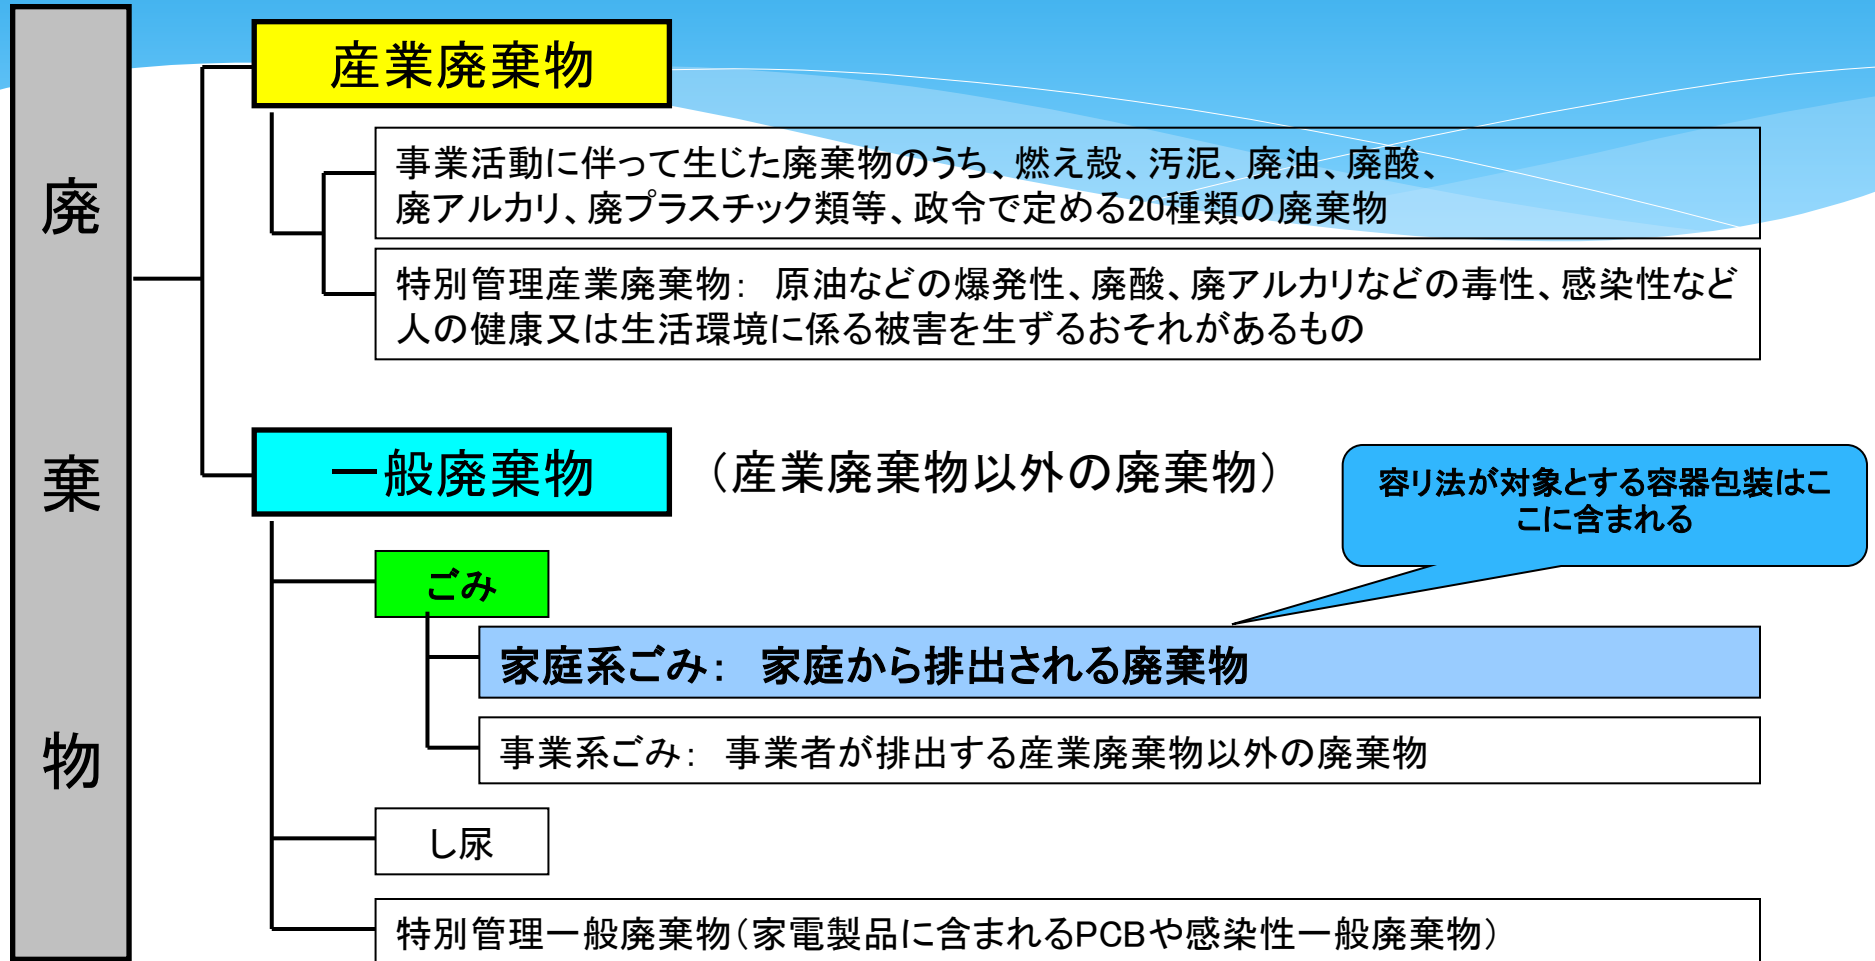 廃棄物
産業廃棄物
事業活動に伴って生じた廃棄物のうち、燃え殻、汚泥、廃油、廃酸、
廃アルカリ、廃プラスチック類等、政令で定める20種類の廃棄物
特別管理産業廃棄物： 原油などの爆発性、廃酸、廃アルカリなどの毒性、感染性など
人の健康又は生活環境に係る被害を生ずるおそれがあるもの
一般廃棄物
（産業廃棄物以外の廃棄物）
容リ法が対象とする容器包装はこ
こに含まれる
ごみ
家庭系ごみ： 家庭から排出される廃棄物
事業系ごみ： 事業者が排出する産業廃棄物以外の廃棄物
し尿
特別管理一般廃棄物（家電製品に含まれるPCBや感染性一般廃棄物）